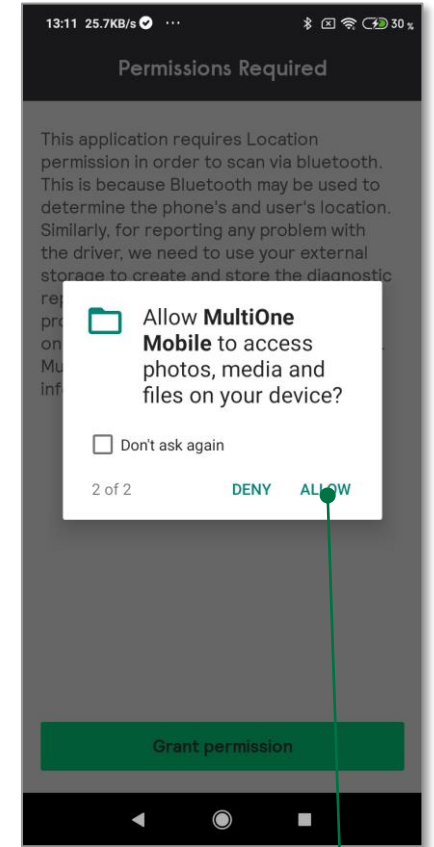 13:11 25.7KB/s ··· 30 %
Permissions Required
This application requires Location
permission in order to scan via bluetooth.
This is because Bluetooth may be used to
determine the phone's and user's location.
Similarly, for reporting any problem with
the driver, we need to use your external
storage to create and store the diagnostic
Allow MultiOne
Mobile to access
photos, media and
files on your device?
Don't ask again
2 of 2 DENY ALLOW
Grant permission